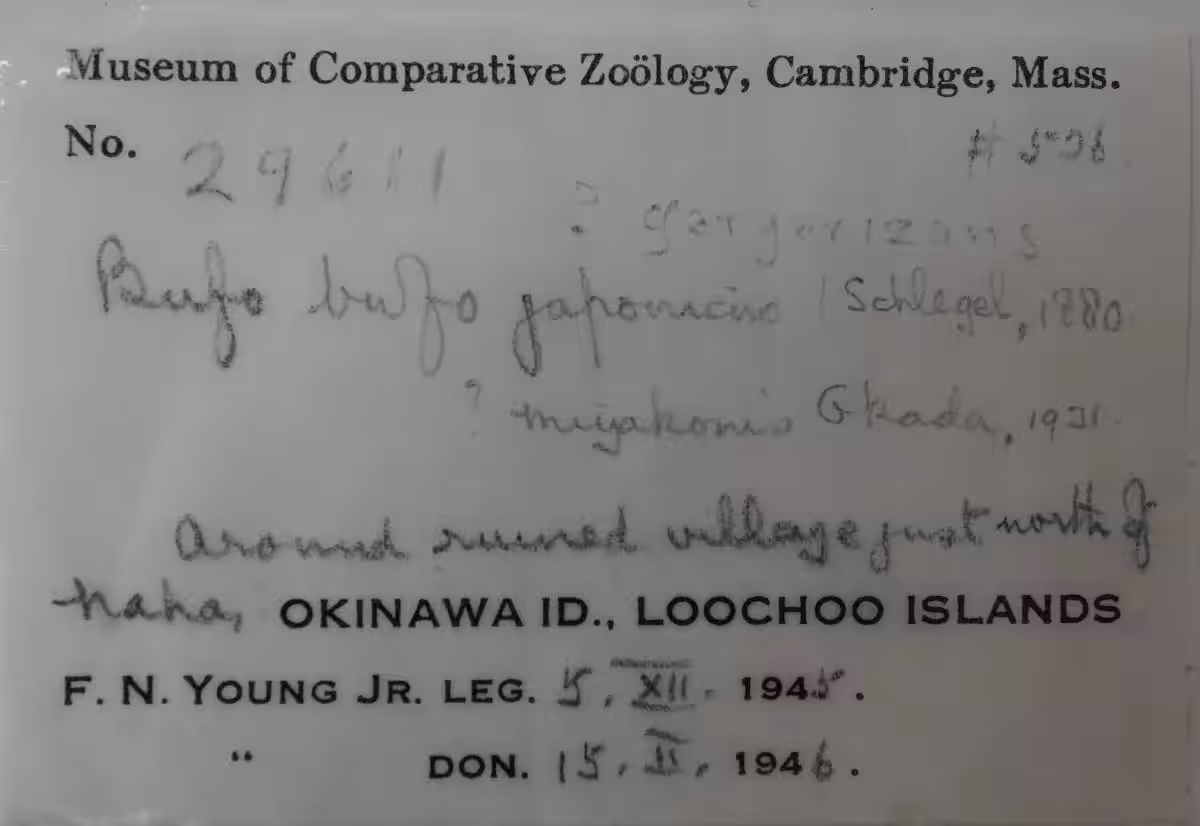 Museum of Comparative Zoölogy, Cambridge, Mass.
No. 29611 #
? gargarizans
Bufo bufo japonicus (Schlegel, 1880
? miyakonis Okada, 1931.
Around ruined village just north of
Naha, OKINAWA ID., LOOCHOO ISLANDS
F. N. YOUNG JR. LEG. 5. XII. 1945.
" DON. 15. II. 1946.